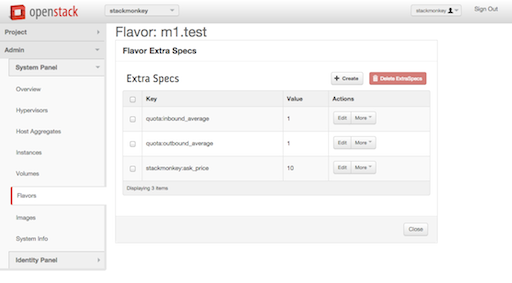 openstack
stackmonkey
stackmonkey
Sign Out
Project
Admin
System Panel
Overview
Hypervisors
Host Aggregates
Instances
Volumes
Flavors
Images
System Info
Identity Panel
Flavor: m1.test
Flavor Extra Specs
Extra Specs
Create
Delete ExtraSpecs
Key Value Actions
quota:inbound_average 1 Edit More
quota:outbound_average 1 Edit More
stackmonkey:ask_price 10 Edit More
Displaying 5 items
Close